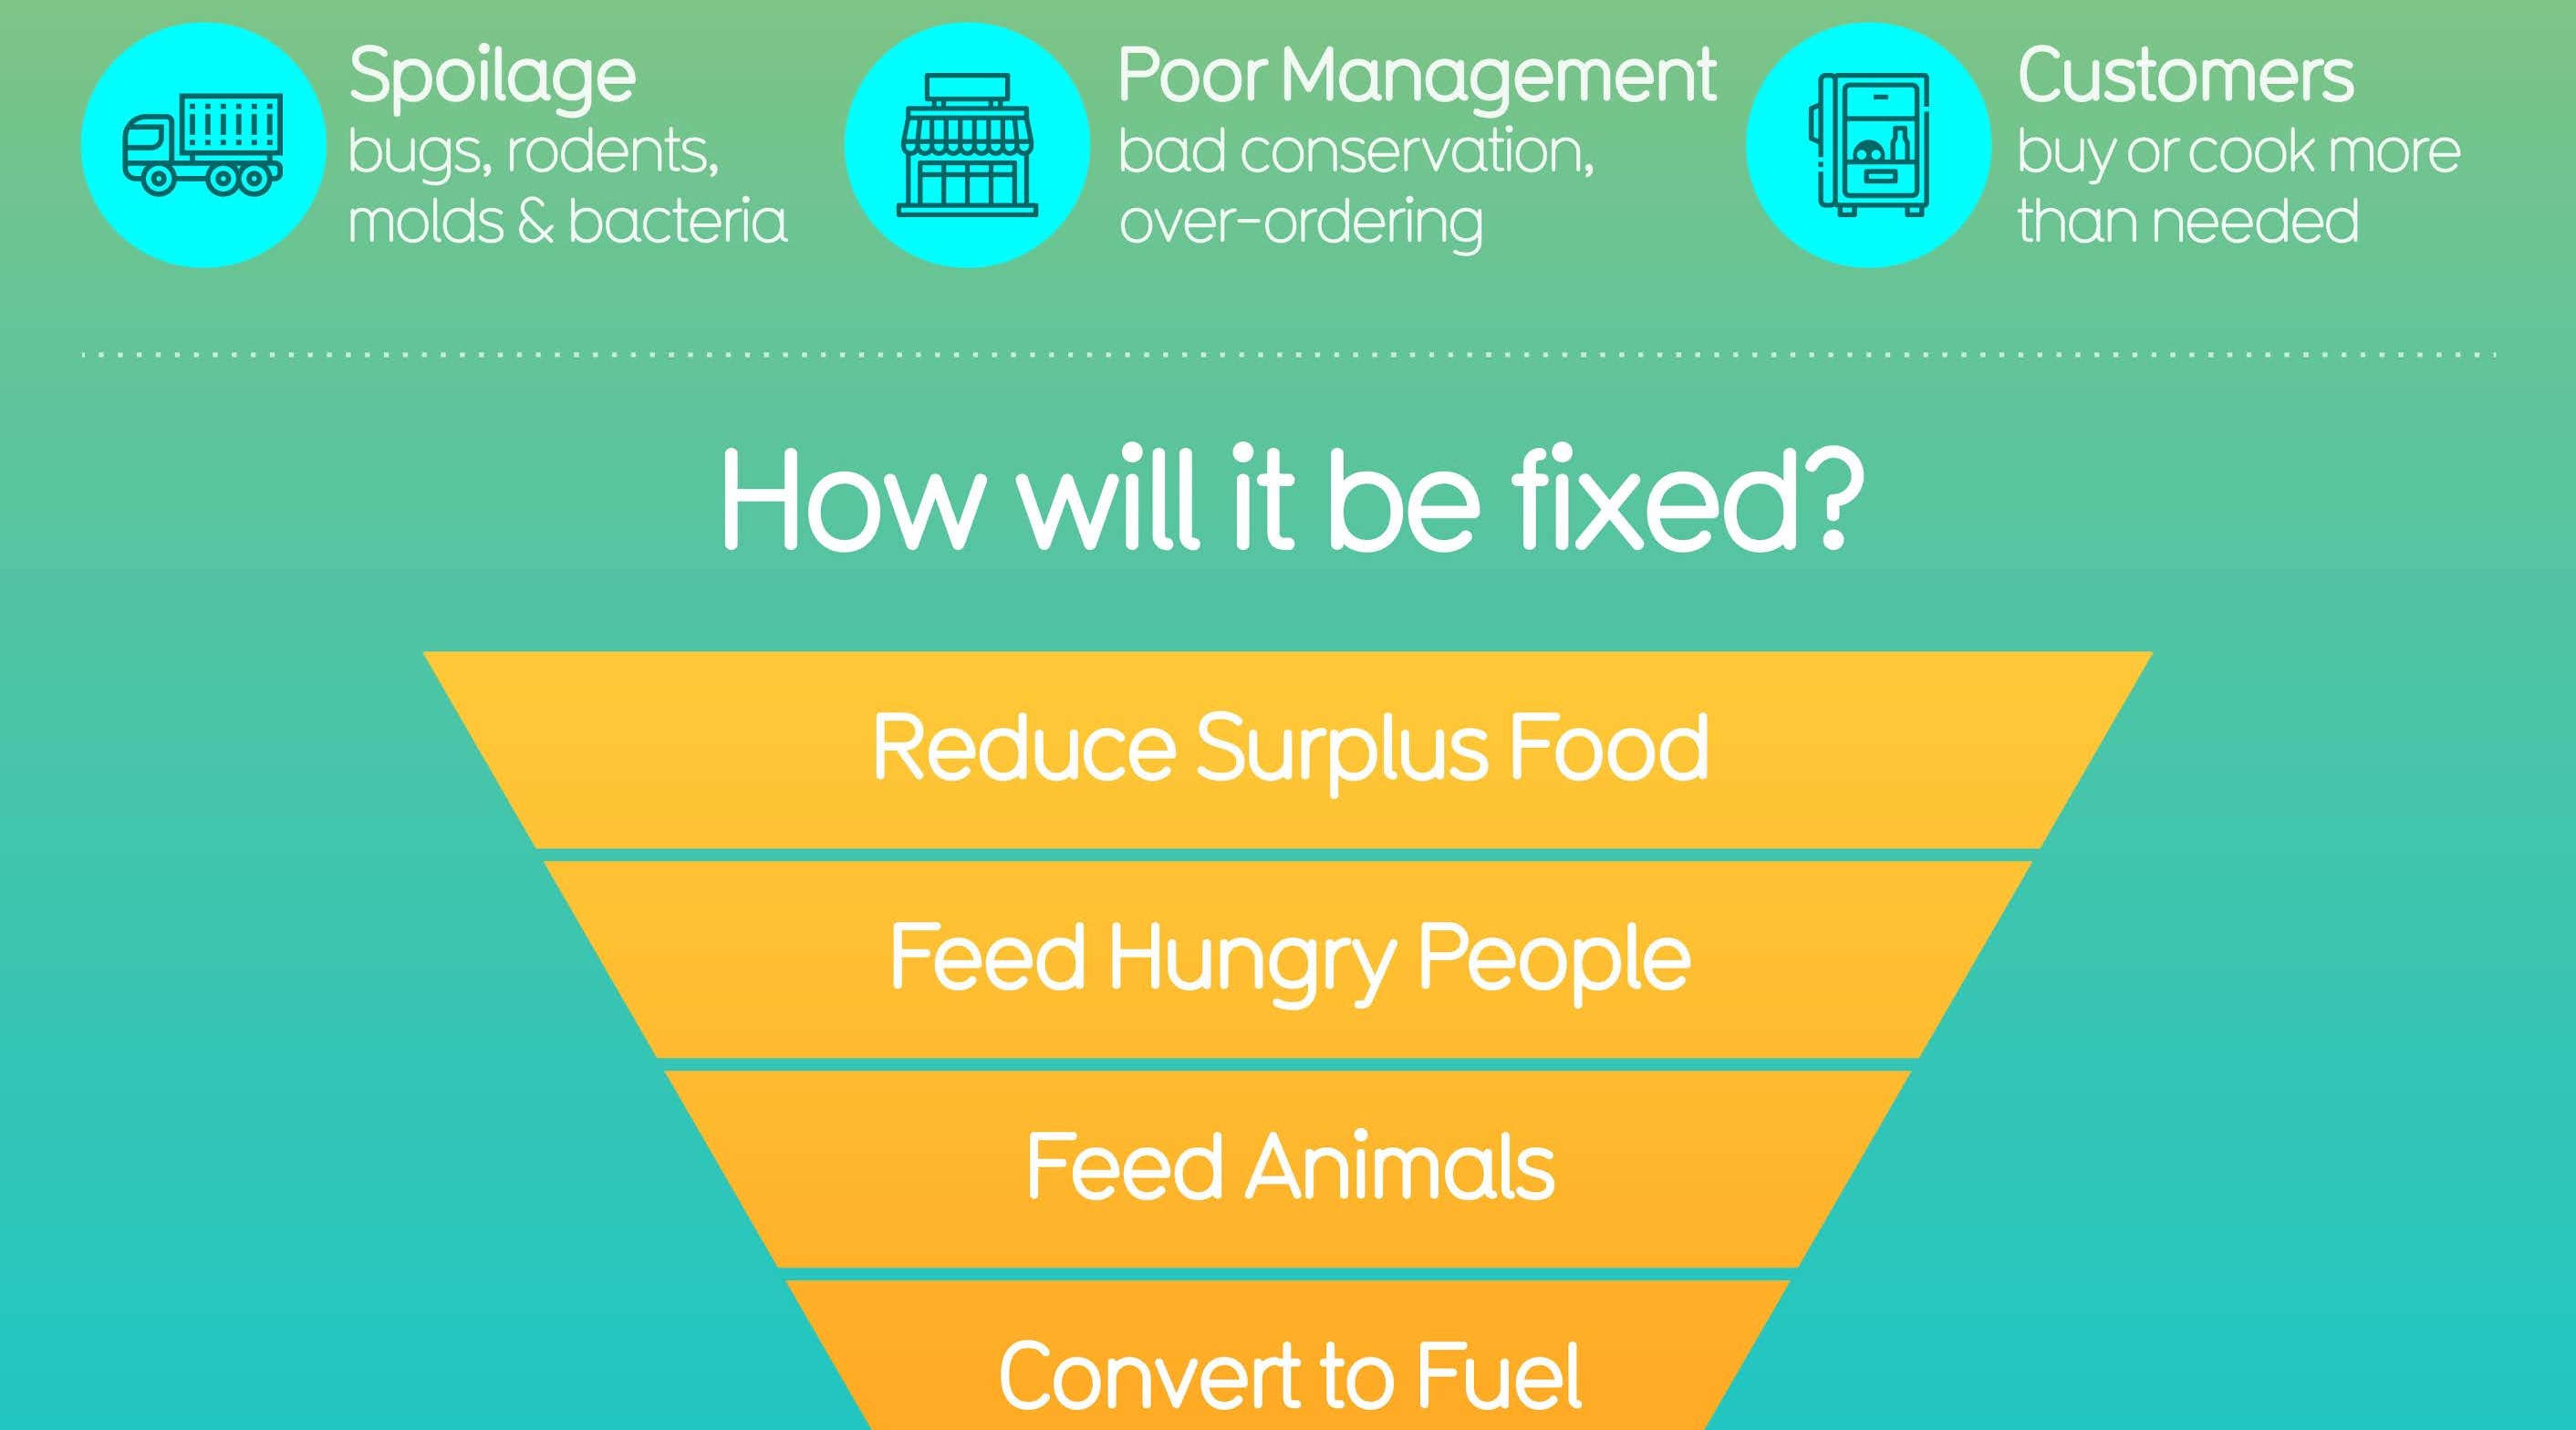 Spoilage
bugs, rodents,
molds & bacteria
Poor Management
bad conservation,
over-ordering
Customers
buy or cook more
than needed
How will it be fixed?
Reduce Surplus Food
Feed Hungry People
Feed Animals
Convert to Fuel